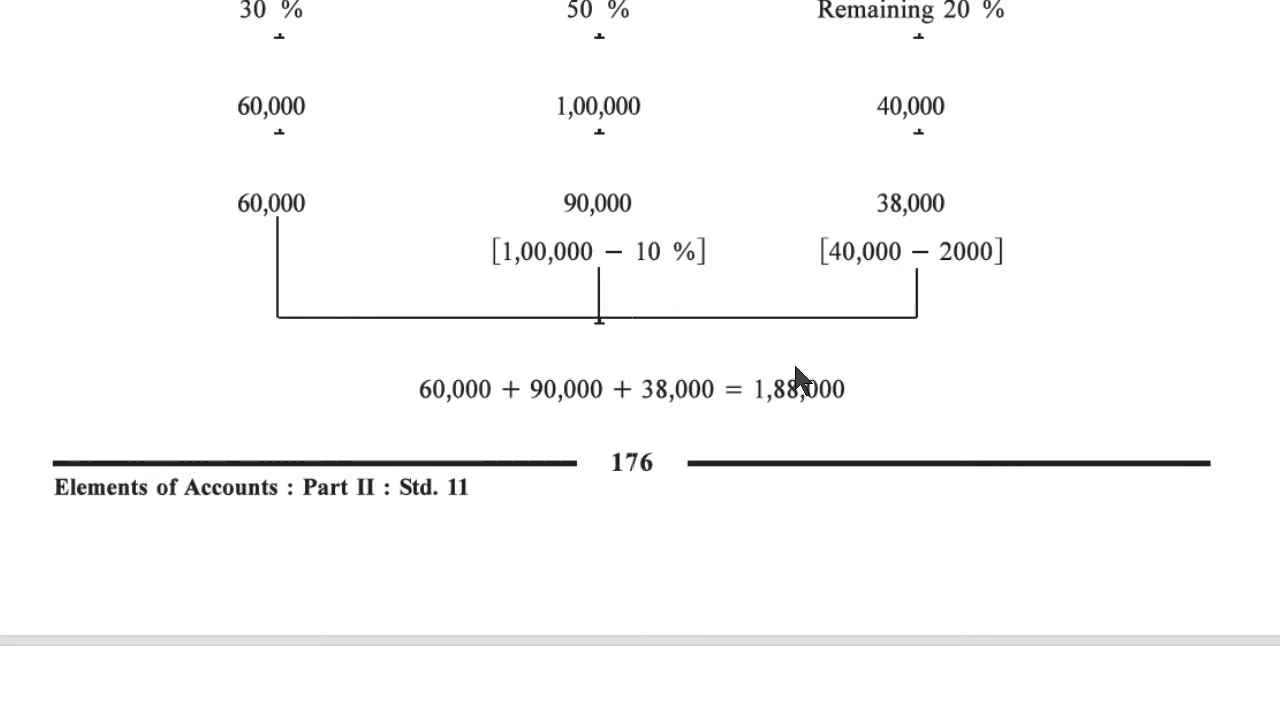 30 % 50 % Remaining 20 %
60,000 1,00,000 40,000
60,000 90,000 38,000
[1,00,000 − 10 %] [40,000 − 2000]
60,000 + 90,000 + 38,000 = 1,88,000
176
Elements of Accounts : Part II : Std. 11